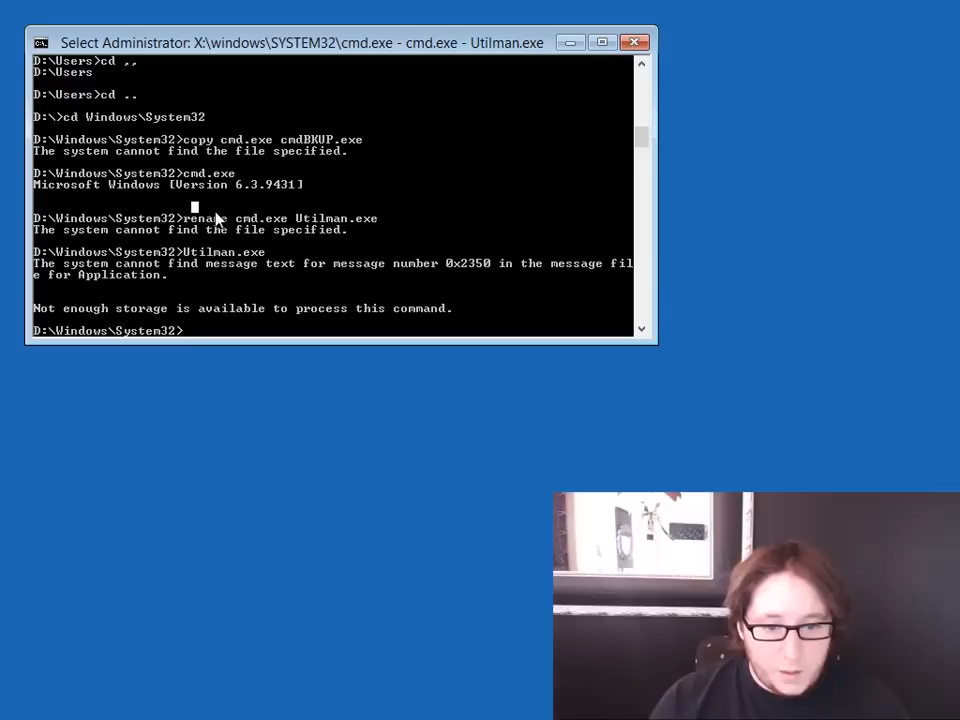 Select Administrator: X:\windows\SYSTEM32\cmd.exe - cmd.exe - Utilman.exe
D:\Users>cd ,,
D:\Users
D:\Users>cd ..
D:\>cd Windows\System32
D:\Windows\System32>copy cmd.exe cmdBKUP.exe
The system cannot find the file specified.
D:\Windows\System32>cmd.exe
Microsoft Windows [Version 6.3.9431]
D:\Windows\System32>rename cmd.exe Utilman.exe
The system cannot find the file specified.
D:\Windows\System32>Utilman.exe
The system cannot find message text for message number 0x2350 in the message fil
e for Application.
Not enough storage is available to process this command.
D:\Windows\System32>